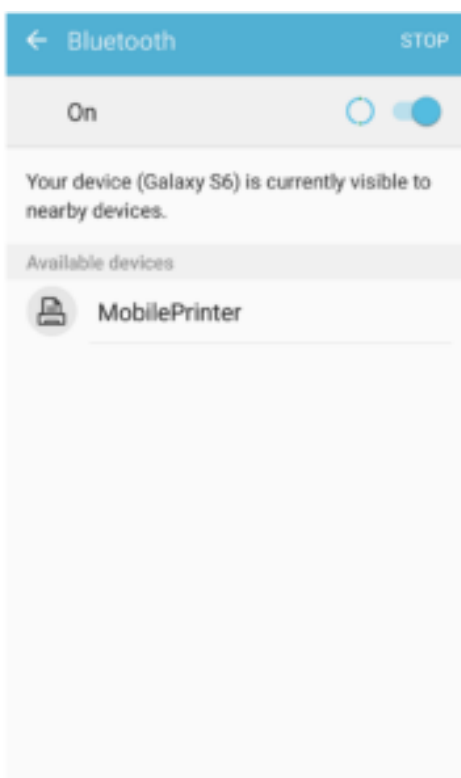 Bluetooth STOP
On
Your device (Galaxy S6) is currently visible to
nearby devices.
Available devices
MobilePrinter